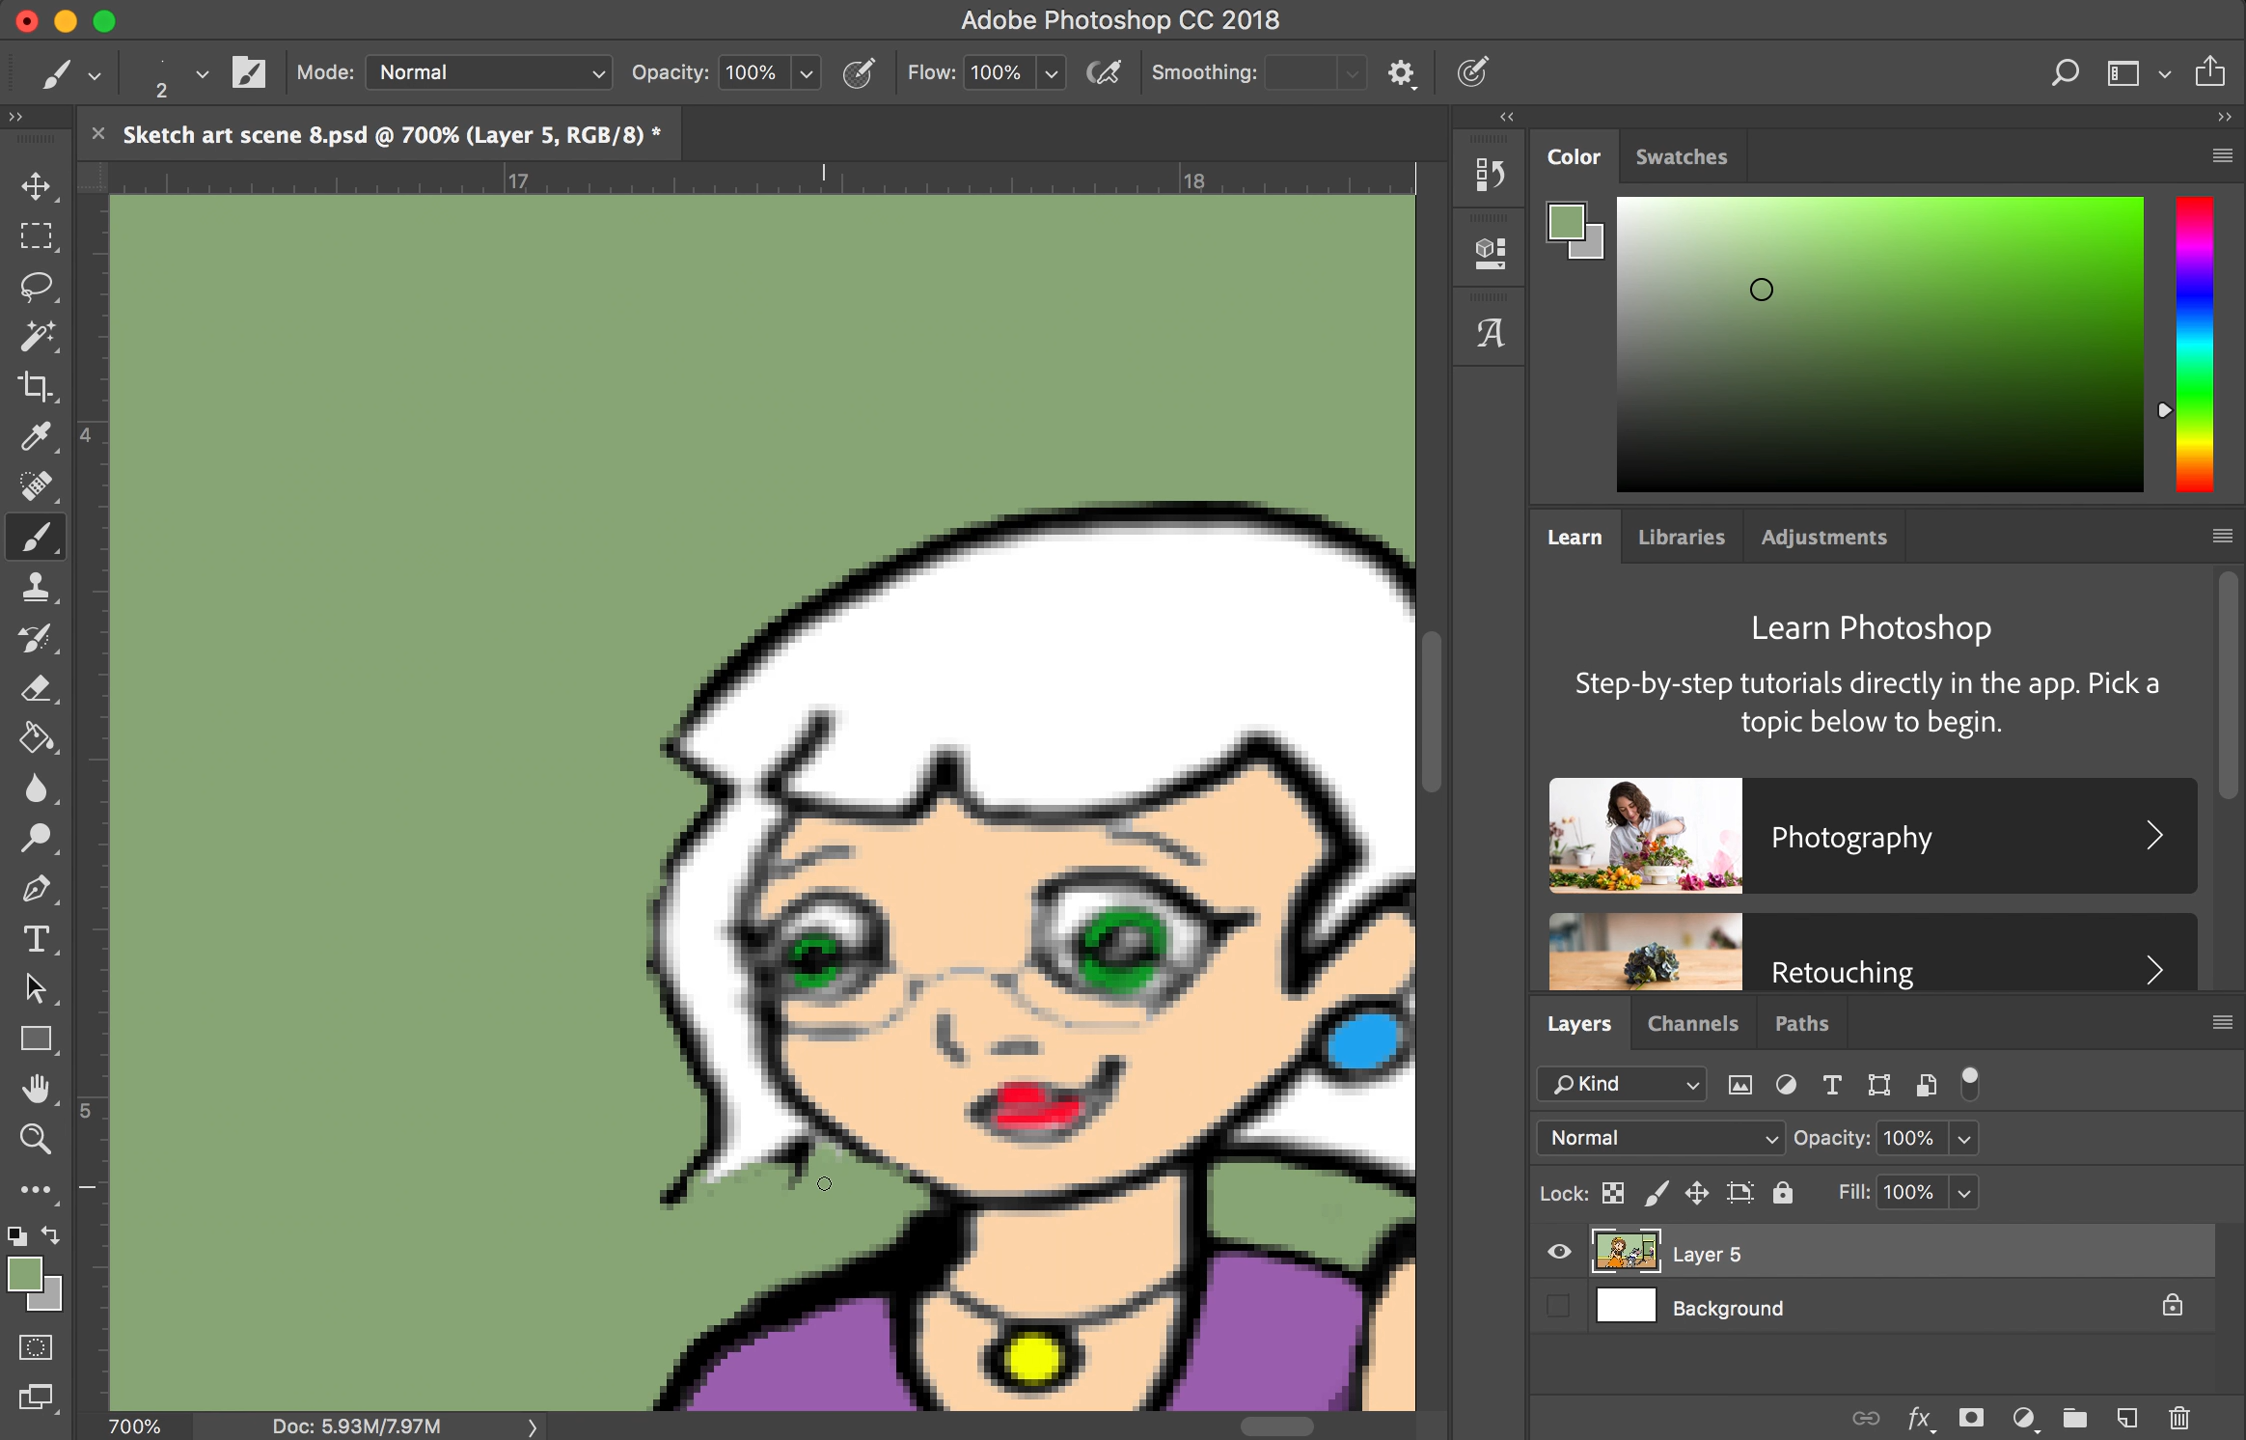 Adobe Photoshop CC 2018
2 Mode: Normal Opacity: 100% Flow: 100% Smoothing:
Sketch art scene 8.psd @ 700% (Layer 5, RGB/8) *
17 18
4
5
Color Swatches
Learn Libraries Adjustments
Learn Photoshop
Step-by-step tutorials directly in the app. Pick a
topic below to begin.
Photography
Retouching
Layers Channels Paths
Kind
Normal Opacity: 100%
Lock: Fill: 100%
Layer 5
Background
700% Doc: 5.93M/7.97M
fx